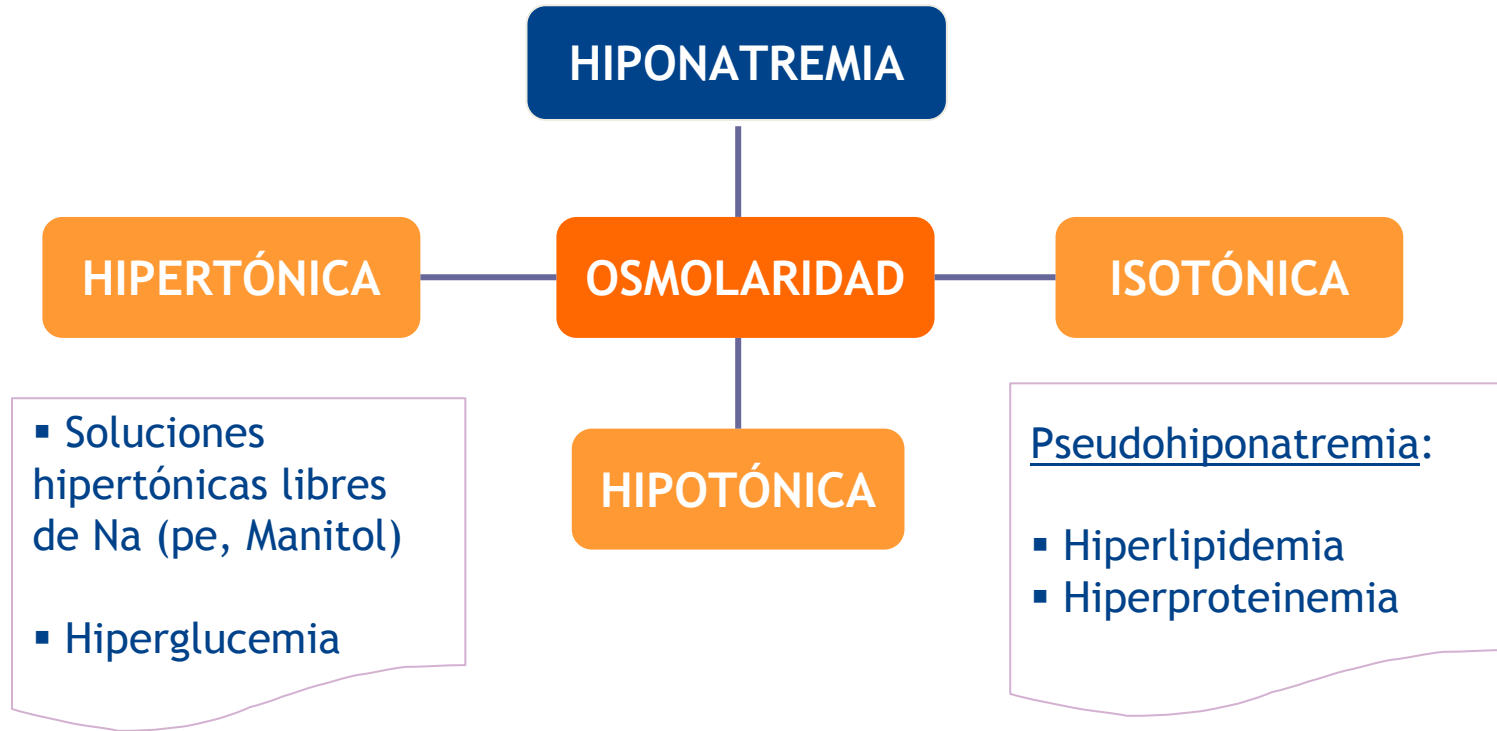 HIPONATREMIA
HIPERTÓNICA
OSMOLARIDAD
ISOTÓNICA
▪ Soluciones
hipertónicas libres
de Na (pe, Manitol)
▪ Hiperglucemia
HIPOTÓNICA
Pseudohiponatremia:
▪ Hiperlipidemia
▪ Hiperproteinemia